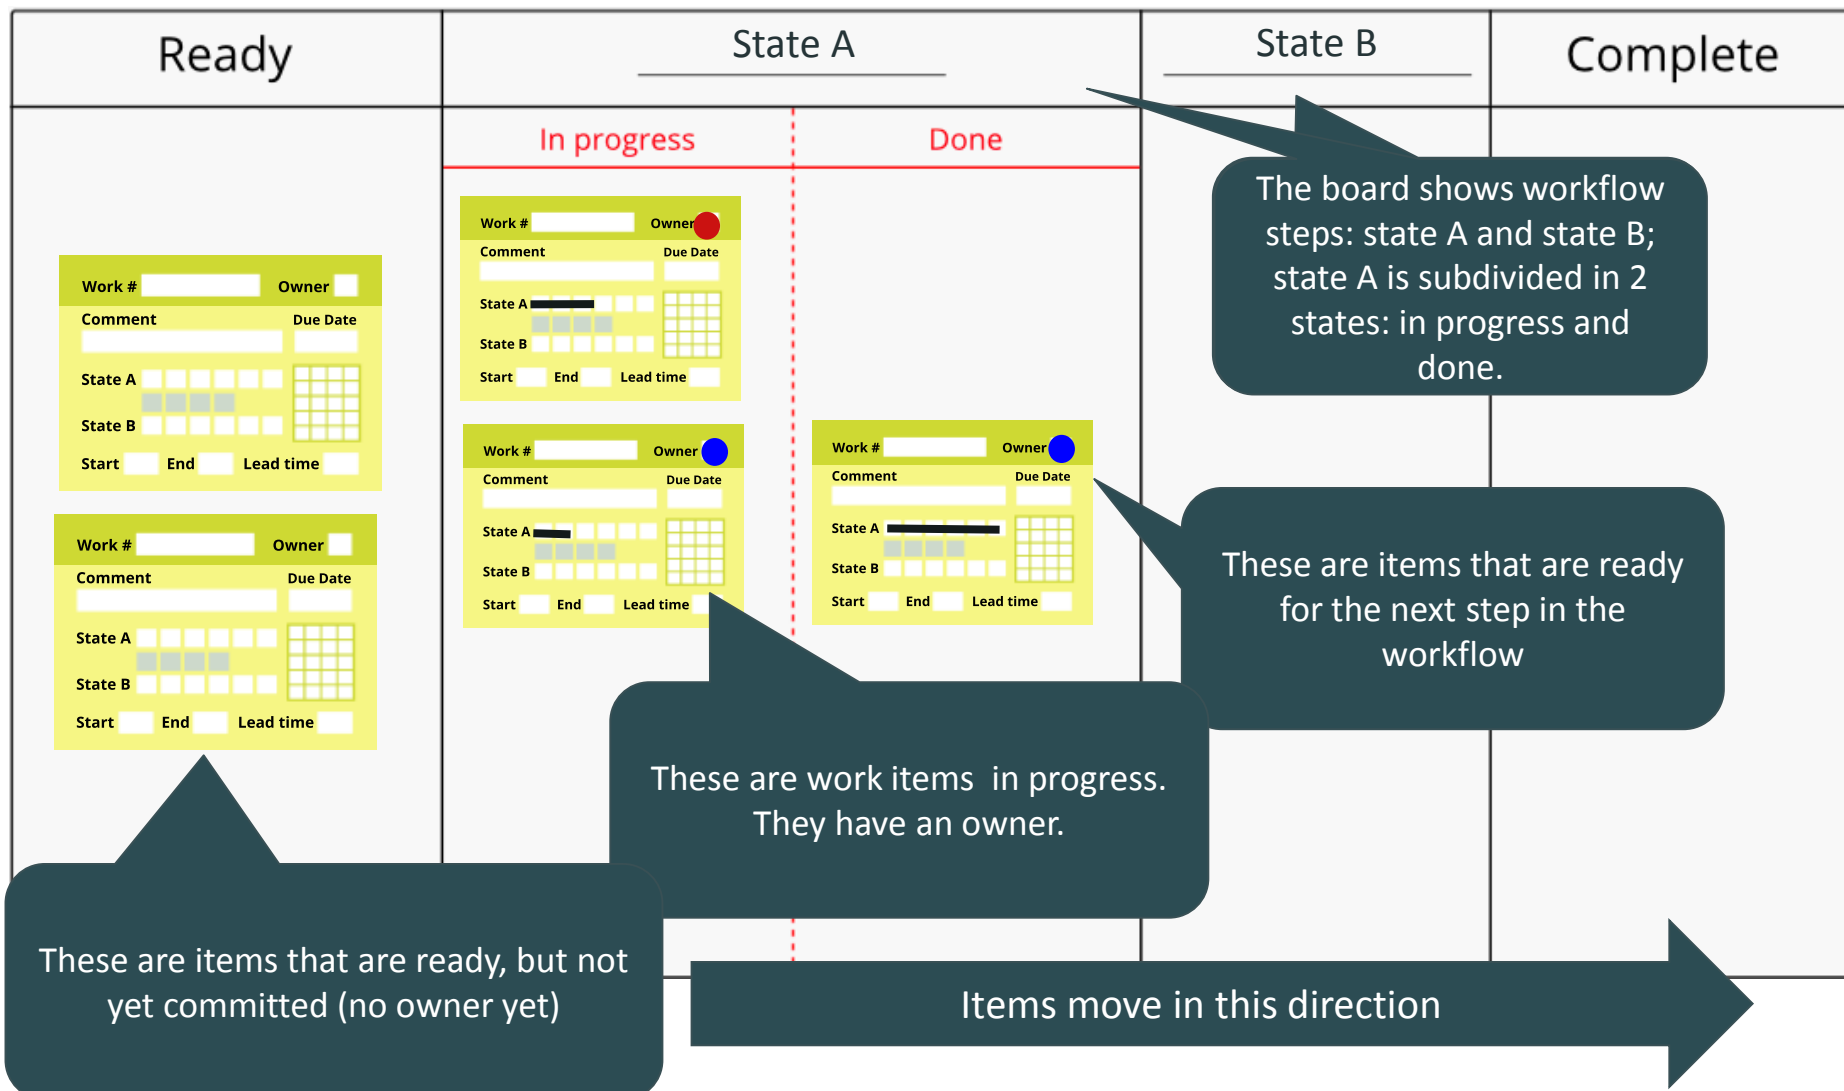 Ready
State A
State B
Complete
In progress
Done
Work # Owner
Comment Due Date
State A
State B
Start End Lead time
Work # Owner
Comment Due Date
State A
State B
Start End Lead time
Work # Owner
Comment Due Date
State A
State B
Start End Lead time
Work # Owner
Comment Due Date
State A
State B
Start End Lead time
Work # Owner
Comment Due Date
State A
State B
Start End Lead time
The board shows workflow
steps: state A and state B;
state A is subdivided in 2
states: in progress and
done.
These are items that are ready
for the next step in the
workflow
These are work items in progress.
They have an owner.
These are items that are ready, but not
yet committed (no owner yet)
Items move in this direction